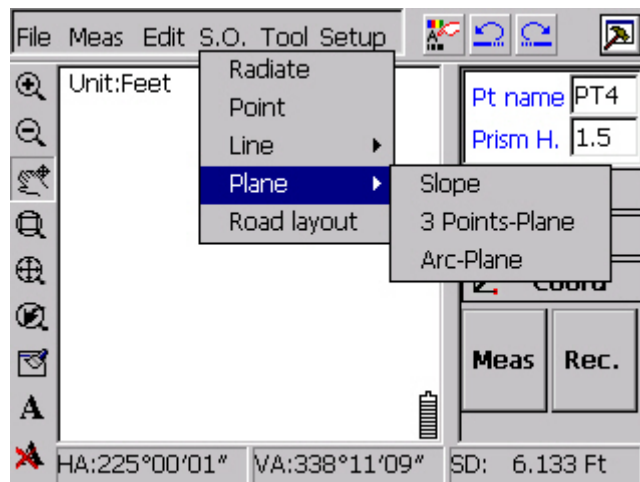 File Meas Edit S.O. Tool Setup
Unit:Feet
Radiate
Point
Line
Plane
Road layout
Slope
3 Points-Plane
Arc-Plane
Pt name PT4
Prism H. 1.5
Coord
Meas Rec.
A
HA:225°00'01" VA:338°11'09" SD: 6.133 Ft